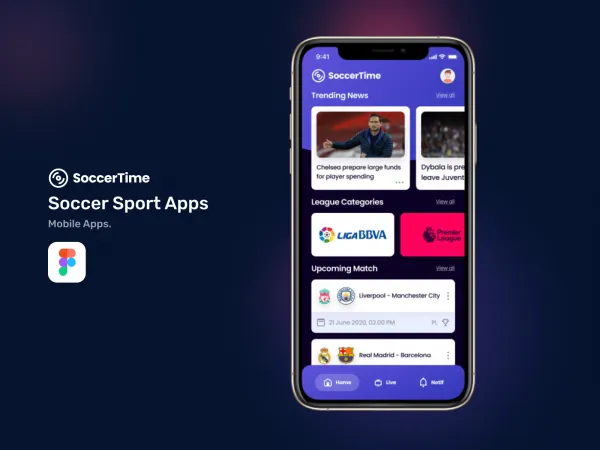 SoccerTime
Soccer Sport Apps
Mobile Apps.
9:41
SoccerTime
Trending News
View all
Chelsea prepare large funds
for player spending
Dybala is pre
leave Juvent
League Categories
View all
LIGA BBVA
Premier
League
Upcoming Match
View all
Liverpool - Manchester City
21 June 2020, 03.00 PM
PL
Real Madrid - Barcelona
Home
Live
Notif